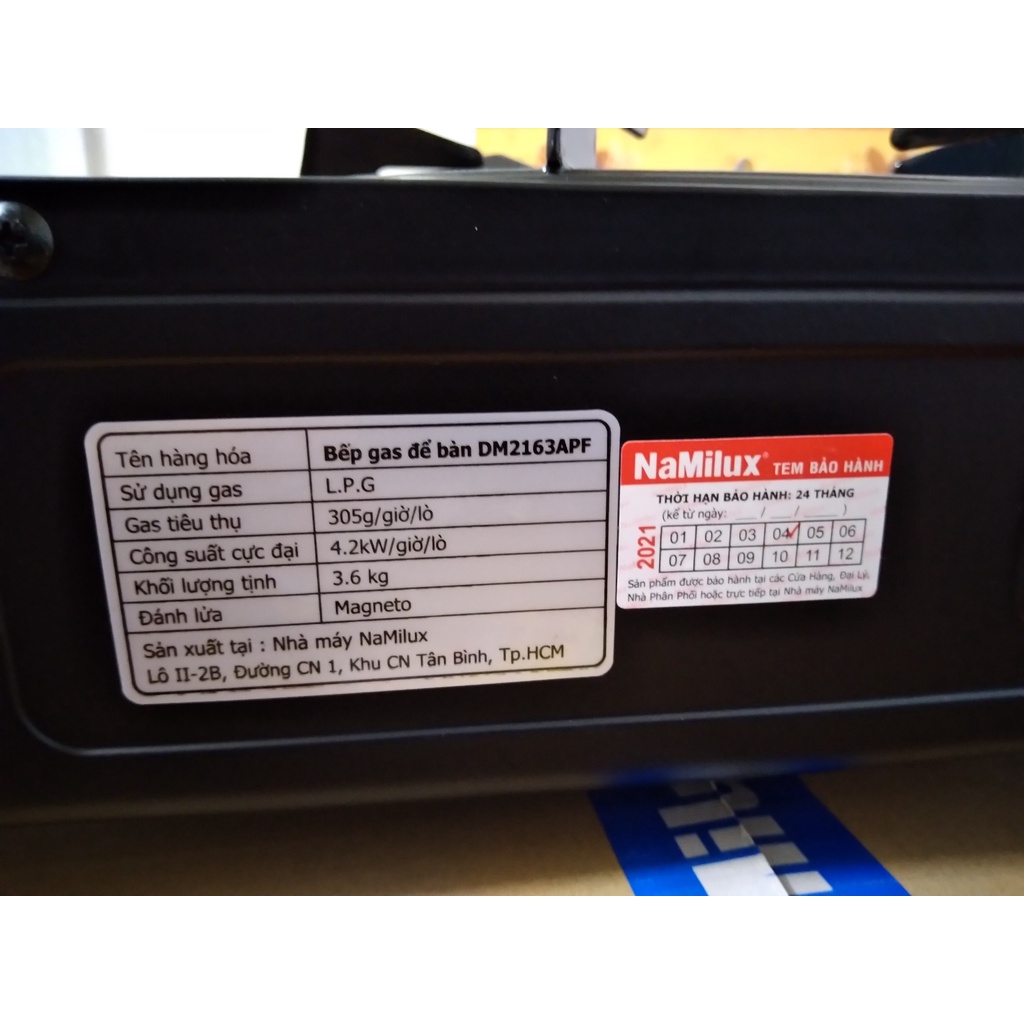 Tên hàng hóa Bếp gas để bàn DM2163APF
Sử dụng gas L.P.G
Gas tiêu thụ 305g/giờ/lò
Công suất cực đại 4.2kW/giờ/lò
Khối lượng tịnh 3.6 kg
Đánh lửa Magneto
Sản xuất tại : Nhà máy NaMilux
Lô II-2B, Đường CN 1, Khu CN Tân Bình, Tp.HCM
NaMilux® TEM BẢO HÀNH
THỜI HẠN BẢO HÀNH: 24 THÁNG
(kể từ ngày: __ / __ / ____ )
2021
01 02 03 04 05 06
07 08 09 10 11 12
Sản phẩm được bảo hành tại các Cửa Hàng, Đại Lý,
Nhà Phân Phối hoặc trực tiếp tại Nhà máy NaMilux